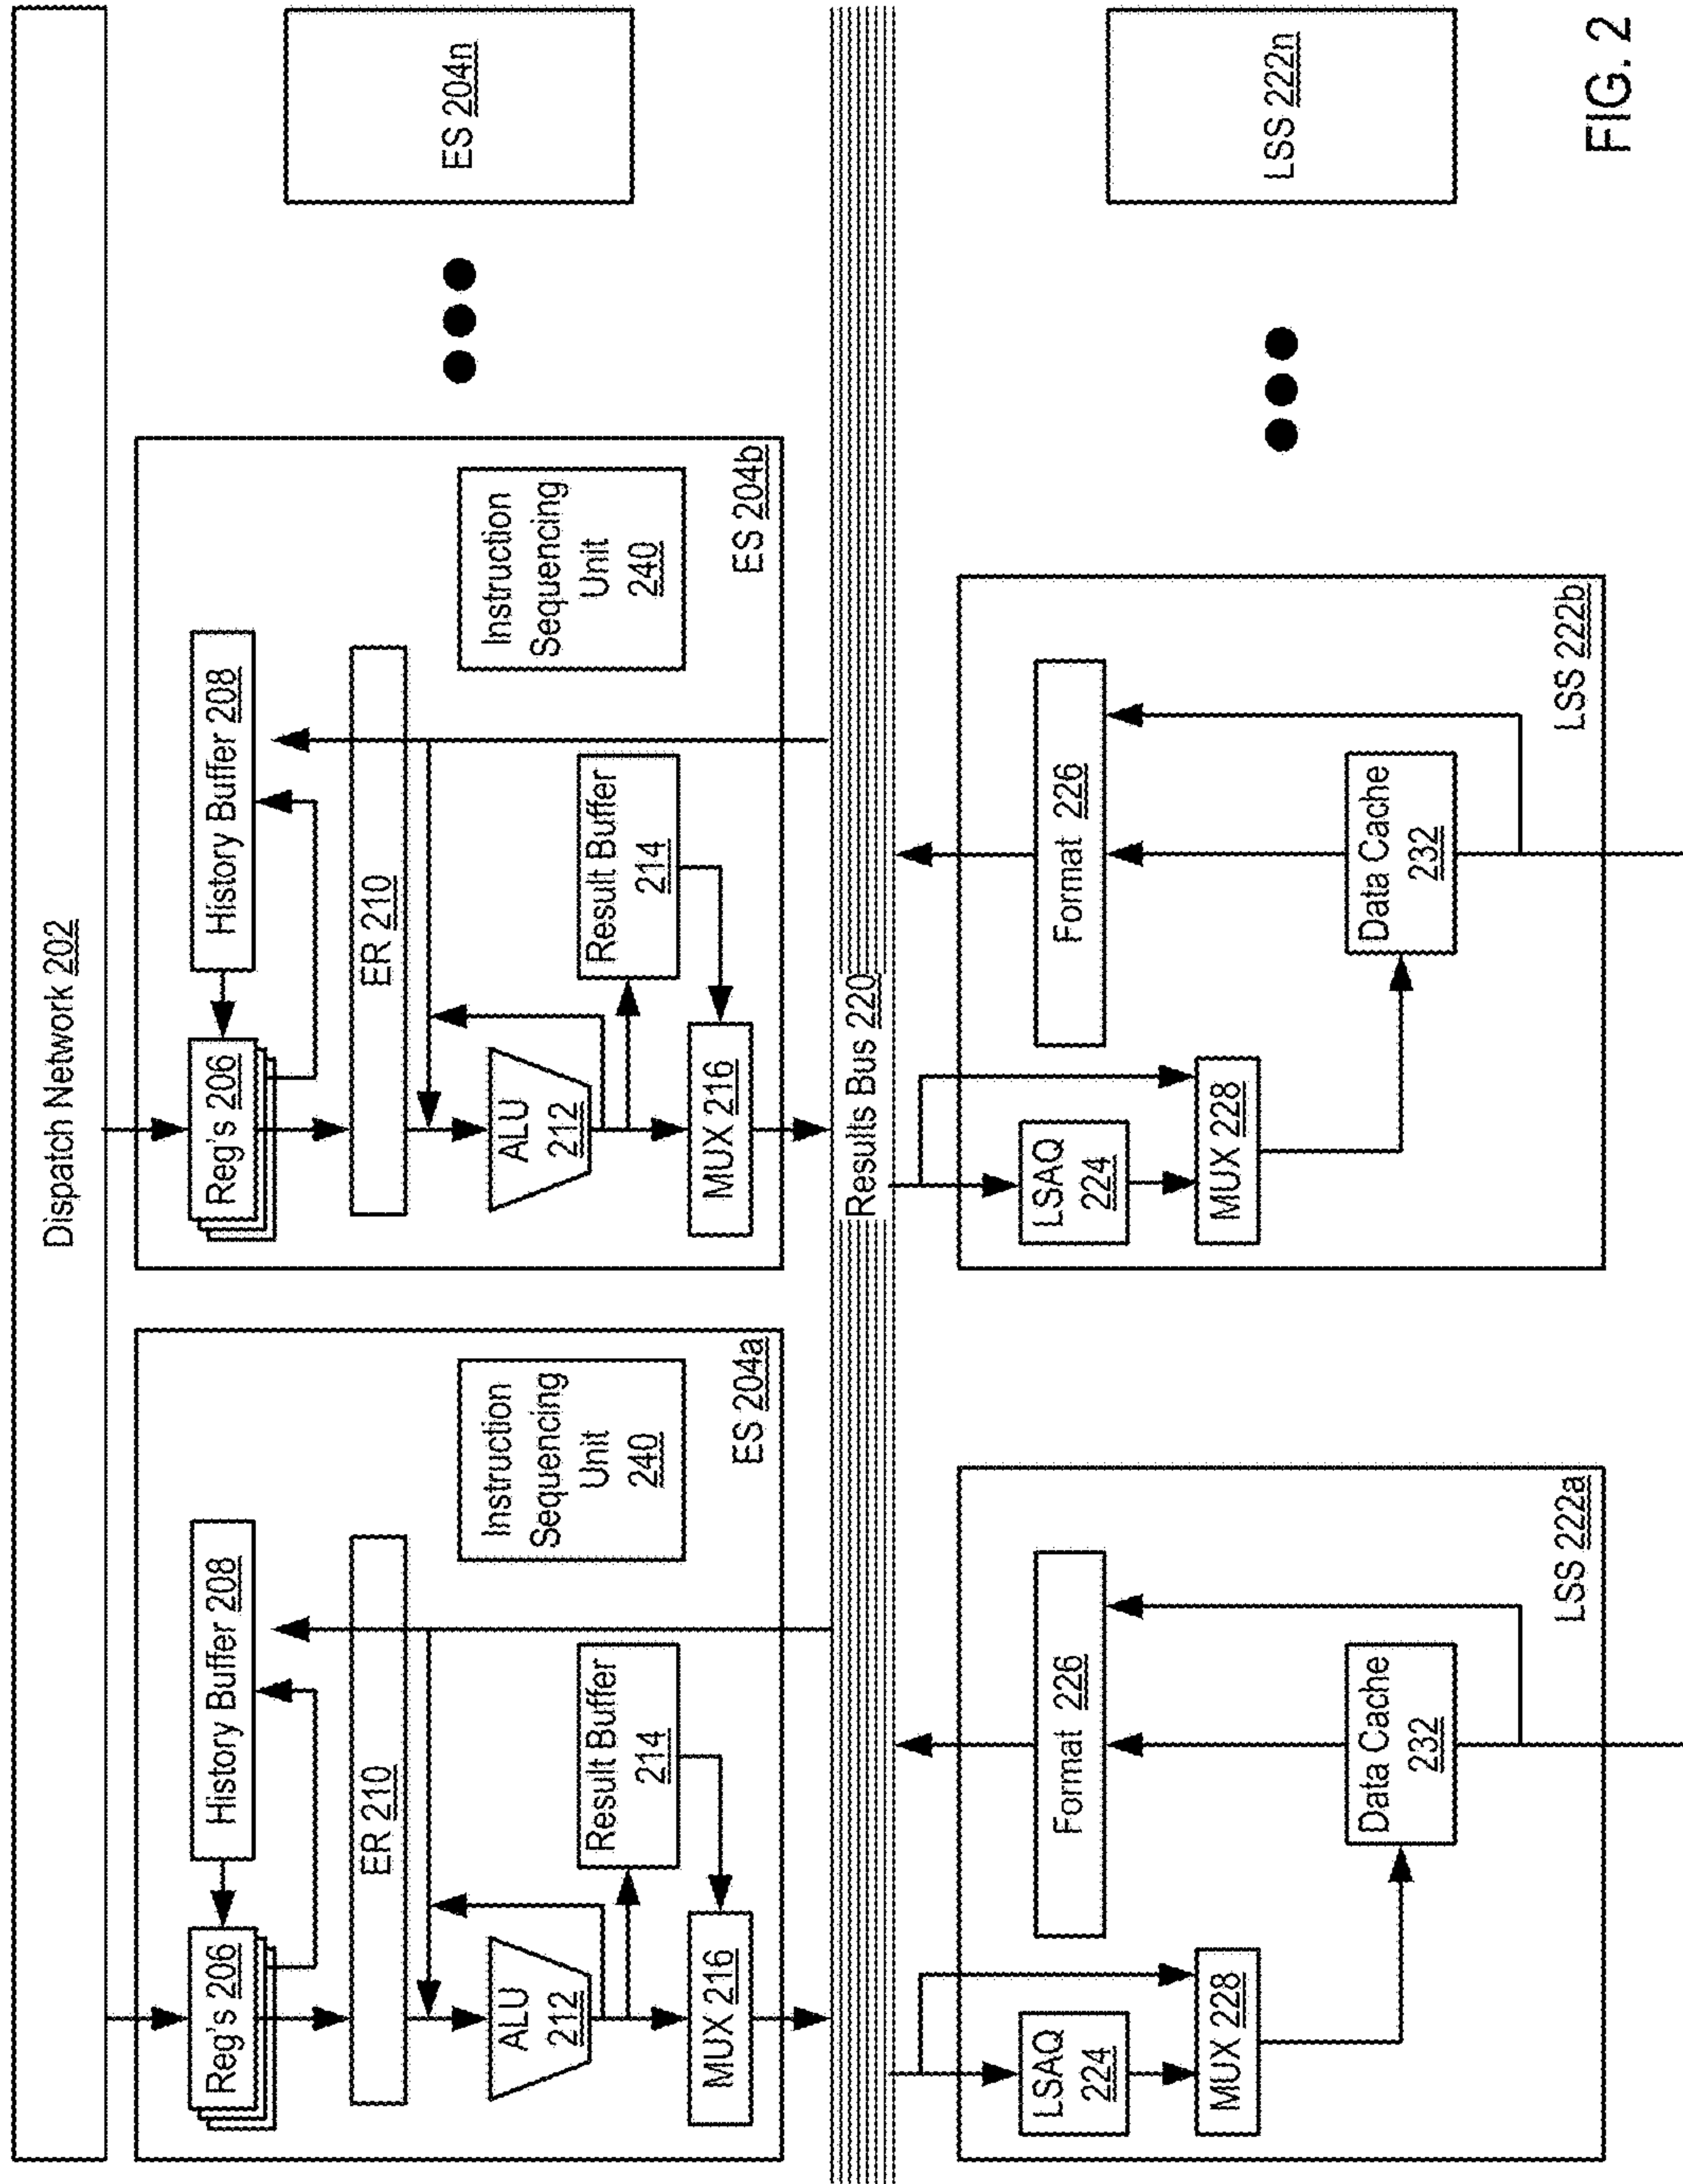 Dispatch Network 202
Reg's 206
History Buffer 208
ER 210
ALU
212
Result Buffer
214
MUX 216
Instruction
Sequencing
Unit
240
ES 204a
Reg's 206
History Buffer 208
ER 210
ALU
212
Result Buffer
214
MUX 216
Instruction
Sequencing
Unit
240
ES 204b
ES 204n
Results Bus 220
LSAQ
224
MUX 228
Format 226
Data Cache
232
LSS 222a
LSAQ
224
MUX 228
Format 226
Data Cache
232
LSS 222b
LSS 222n
FIG. 2